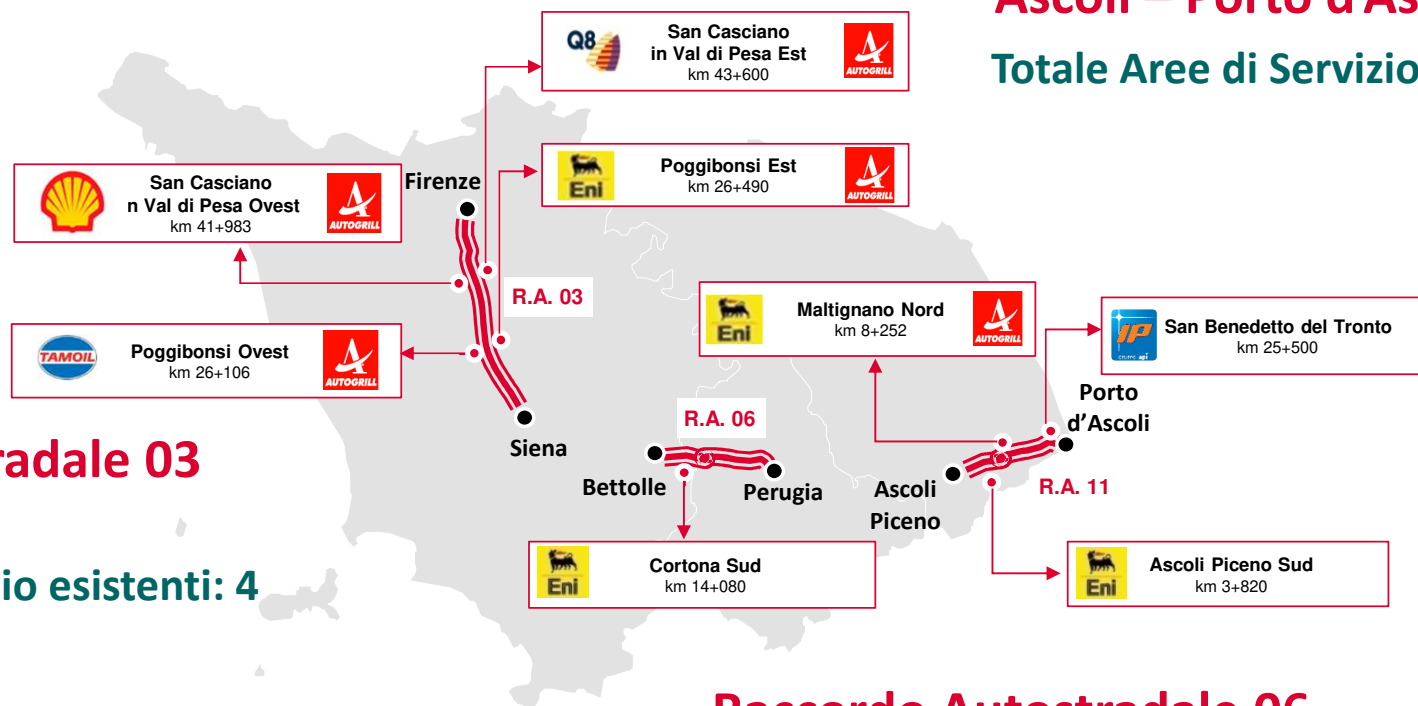 Ascoli – Porto d'As
Totale Aree di Servizio
Q8
San Casciano
in Val di Pesa Est
km 43+600
AUTOGRILL
Eni
Poggibonsi Est
km 26+490
AUTOGRILL
San Casciano
n Val di Pesa Ovest
km 41+983
AUTOGRILL
Firenze
R.A. 03
TAMOIL
Poggibonsi Ovest
km 26+106
AUTOGRILL
Siena
Eni
Maltignano Nord
km 8+252
AUTOGRILL
IP
gruppo api
San Benedetto del Tronto
km 25+500
Porto
d'Ascoli
R.A. 06
Bettolle
Perugia
Ascoli
Piceno
R.A. 11
radale 03
io esistenti: 4
Eni
Cortona Sud
km 14+080
Eni
Ascoli Piceno Sud
km 3+820
Raccordo Autostradale 06